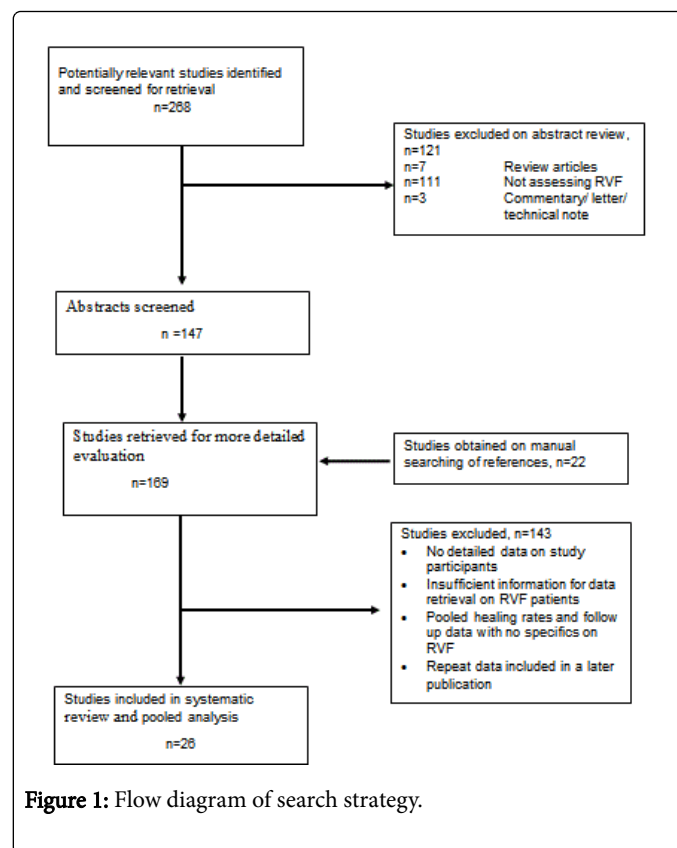 Potentially relevant studies identified
and screened for retrieval
n=268
Studies excluded on abstract review,
n=121
n=7 Review articles
n=111 Not assessing RVF
n=3 Commentary/ letter/
technical note
Abstracts screened
n =147
Studies retrieved for more detailed
evaluation
n=169
Studies obtained on manual
searching of references, n=22
Studies excluded, n=143
• No detailed data on study
participants
• Insufficient information for data
retrieval on RVF patients
• Pooled healing rates and follow
up data with no specifics on
RVF
• Repeat data included in a later
publication
Studies included in systematic
review and pooled analysis
n=26
Figure 1: Flow diagram of search strategy.